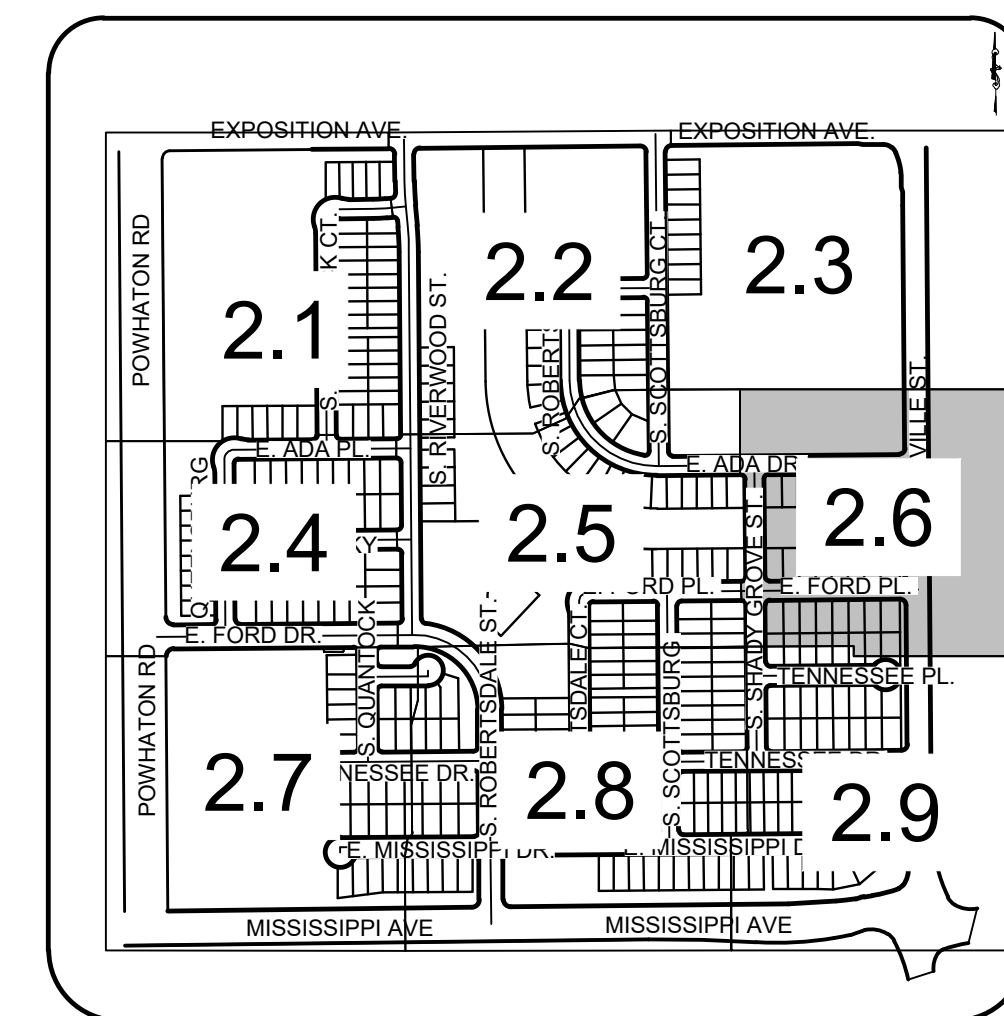 EXPOSITION AVE.
EXPOSITION AVE.
POWHATON RD
K CT.
S.
2.1
2.2
2.3
S. RIVERWOOD ST.
S. ROBERTS
S. SCOTTSBURG CT.
VILLE ST.
E. ADA PL.
E. ADA DR
2.4
2.5
2.6
S. SHADY GROVE ST.
E. FORD PL.
E. FORD DR.
POWHATON RD
S. QUANTOCK
S. ROBERTSDALE ST.
TSDALE CT.
S. SCOTTSBURG
TENNESSEE PL.
NESSEE DR.
2.7
2.8
2.9
E. MISSISSIPPI DR.
MISSISSIPPI AVE
MISSISSIPPI AVE